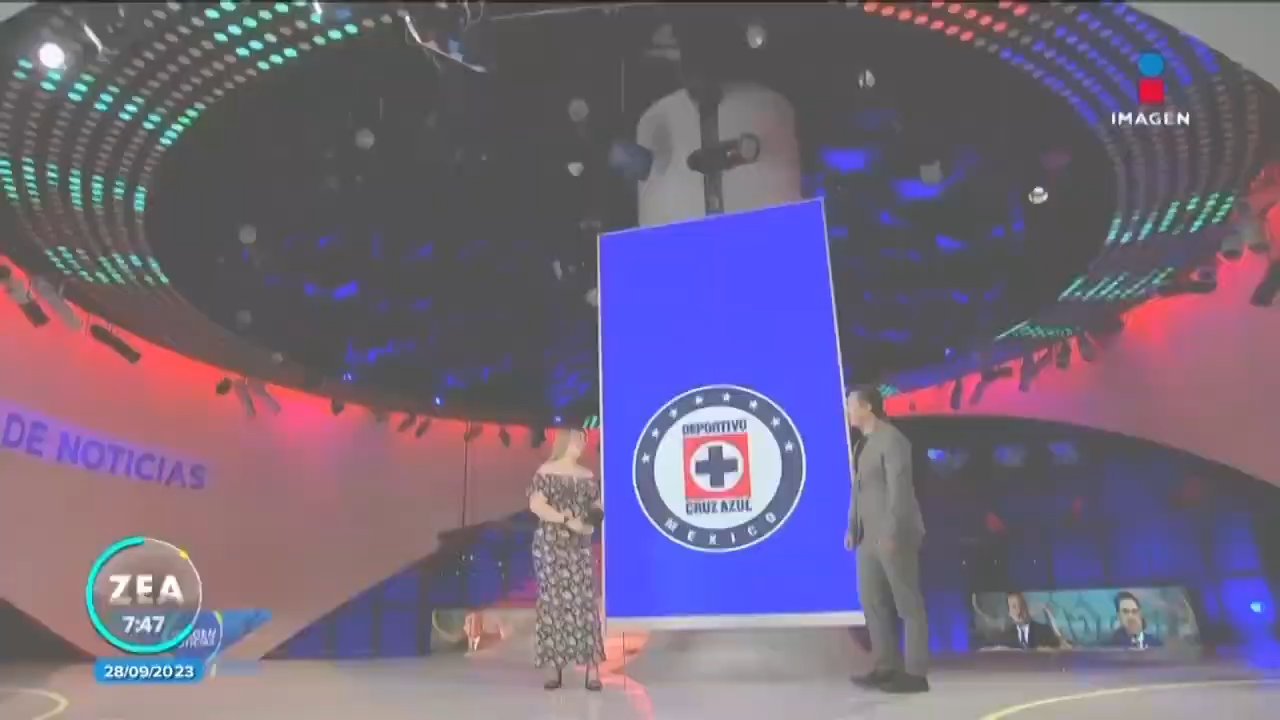 IMAGEN
DEPORTIVO
CRUZ AZUL
MEXICO
DE NOTICIAS
ZEA
7:47
28/09/2023